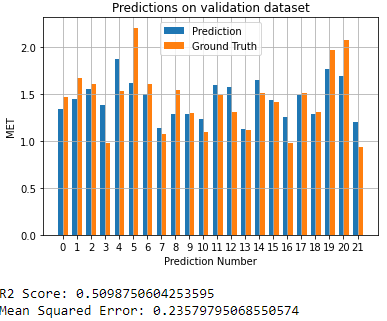 Predictions on validation dataset
Prediction
Ground Truth
2.0
1.5
1.0
0.5
0.0
MET
0 1 2 3 4 5 6 7 8 9 10 11 12 13 14 15 16 17 18 19 20 21
Prediction Number
R2 Score: 0.5098750604253595
Mean Squared Error: 0.23579795068550574